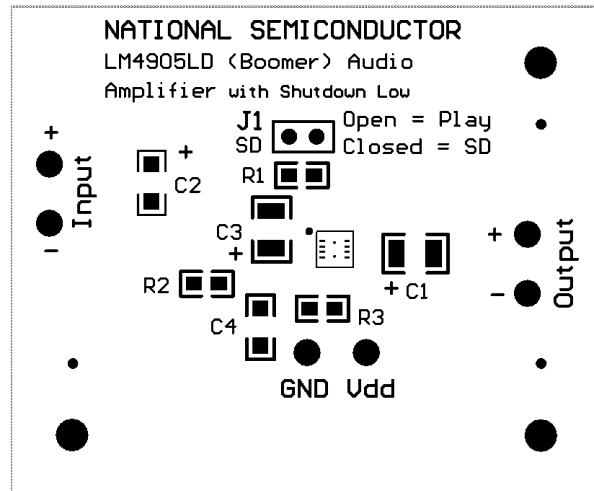 NATIONAL SEMICONDUCTOR
LM4905LD (Boomer) Audio
Amplifier with Shutdown Low
J1
SD
Open = Play
Closed = SD
+
Input
-
+
C2
R1
C3
+
+
Output
-
R2
+
C1
C4
R3
GND Vdd